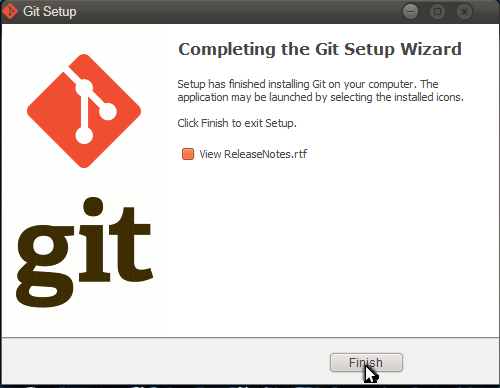 Git Setup
Completing the Git Setup Wizard
Setup has finished installing Git on your computer. The
application may be launched by selecting the installed icons.
Click Finish to exit Setup.
View ReleaseNotes.rtf
git
Finish